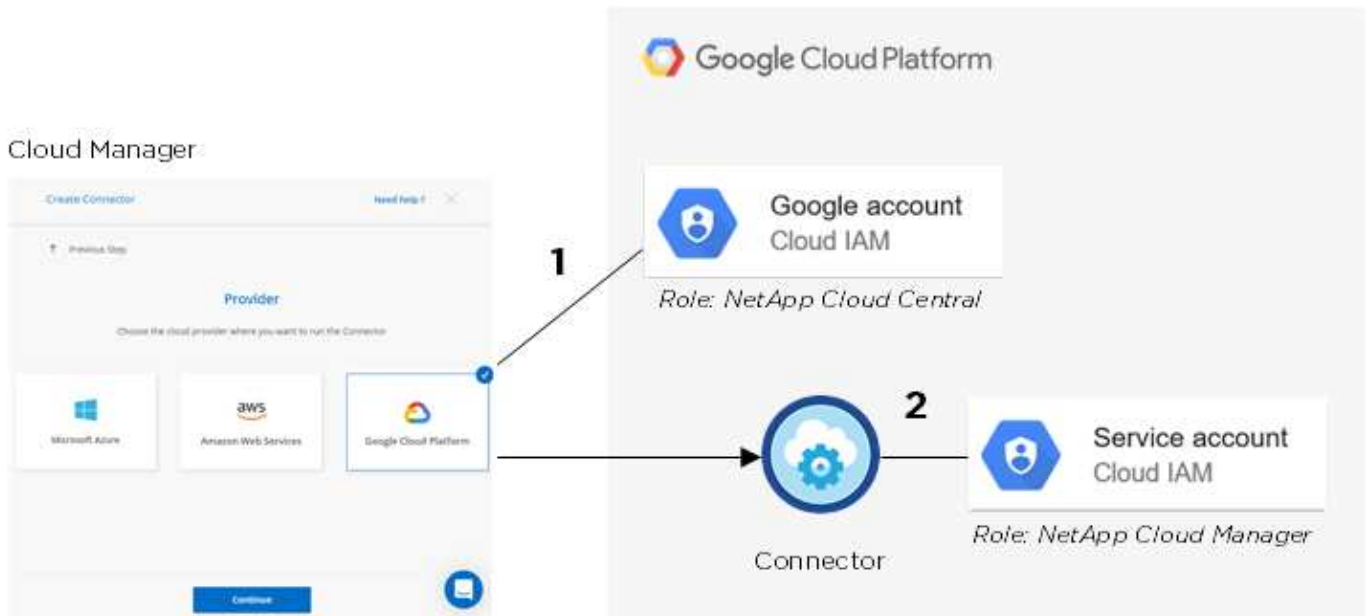 Google Cloud Platform
Cloud Manager
Create Connector
Need help ?
Previous Step
Provider
Choose the cloud provider where you want to run the Connector
Microsoft Azure
aws
Amazon Web Services
Google Cloud Platform
Continue
1
Google account
Cloud IAM
Role: NetApp Cloud Central
2
Connector
Service account
Cloud IAM
Role: NetApp Cloud Manager